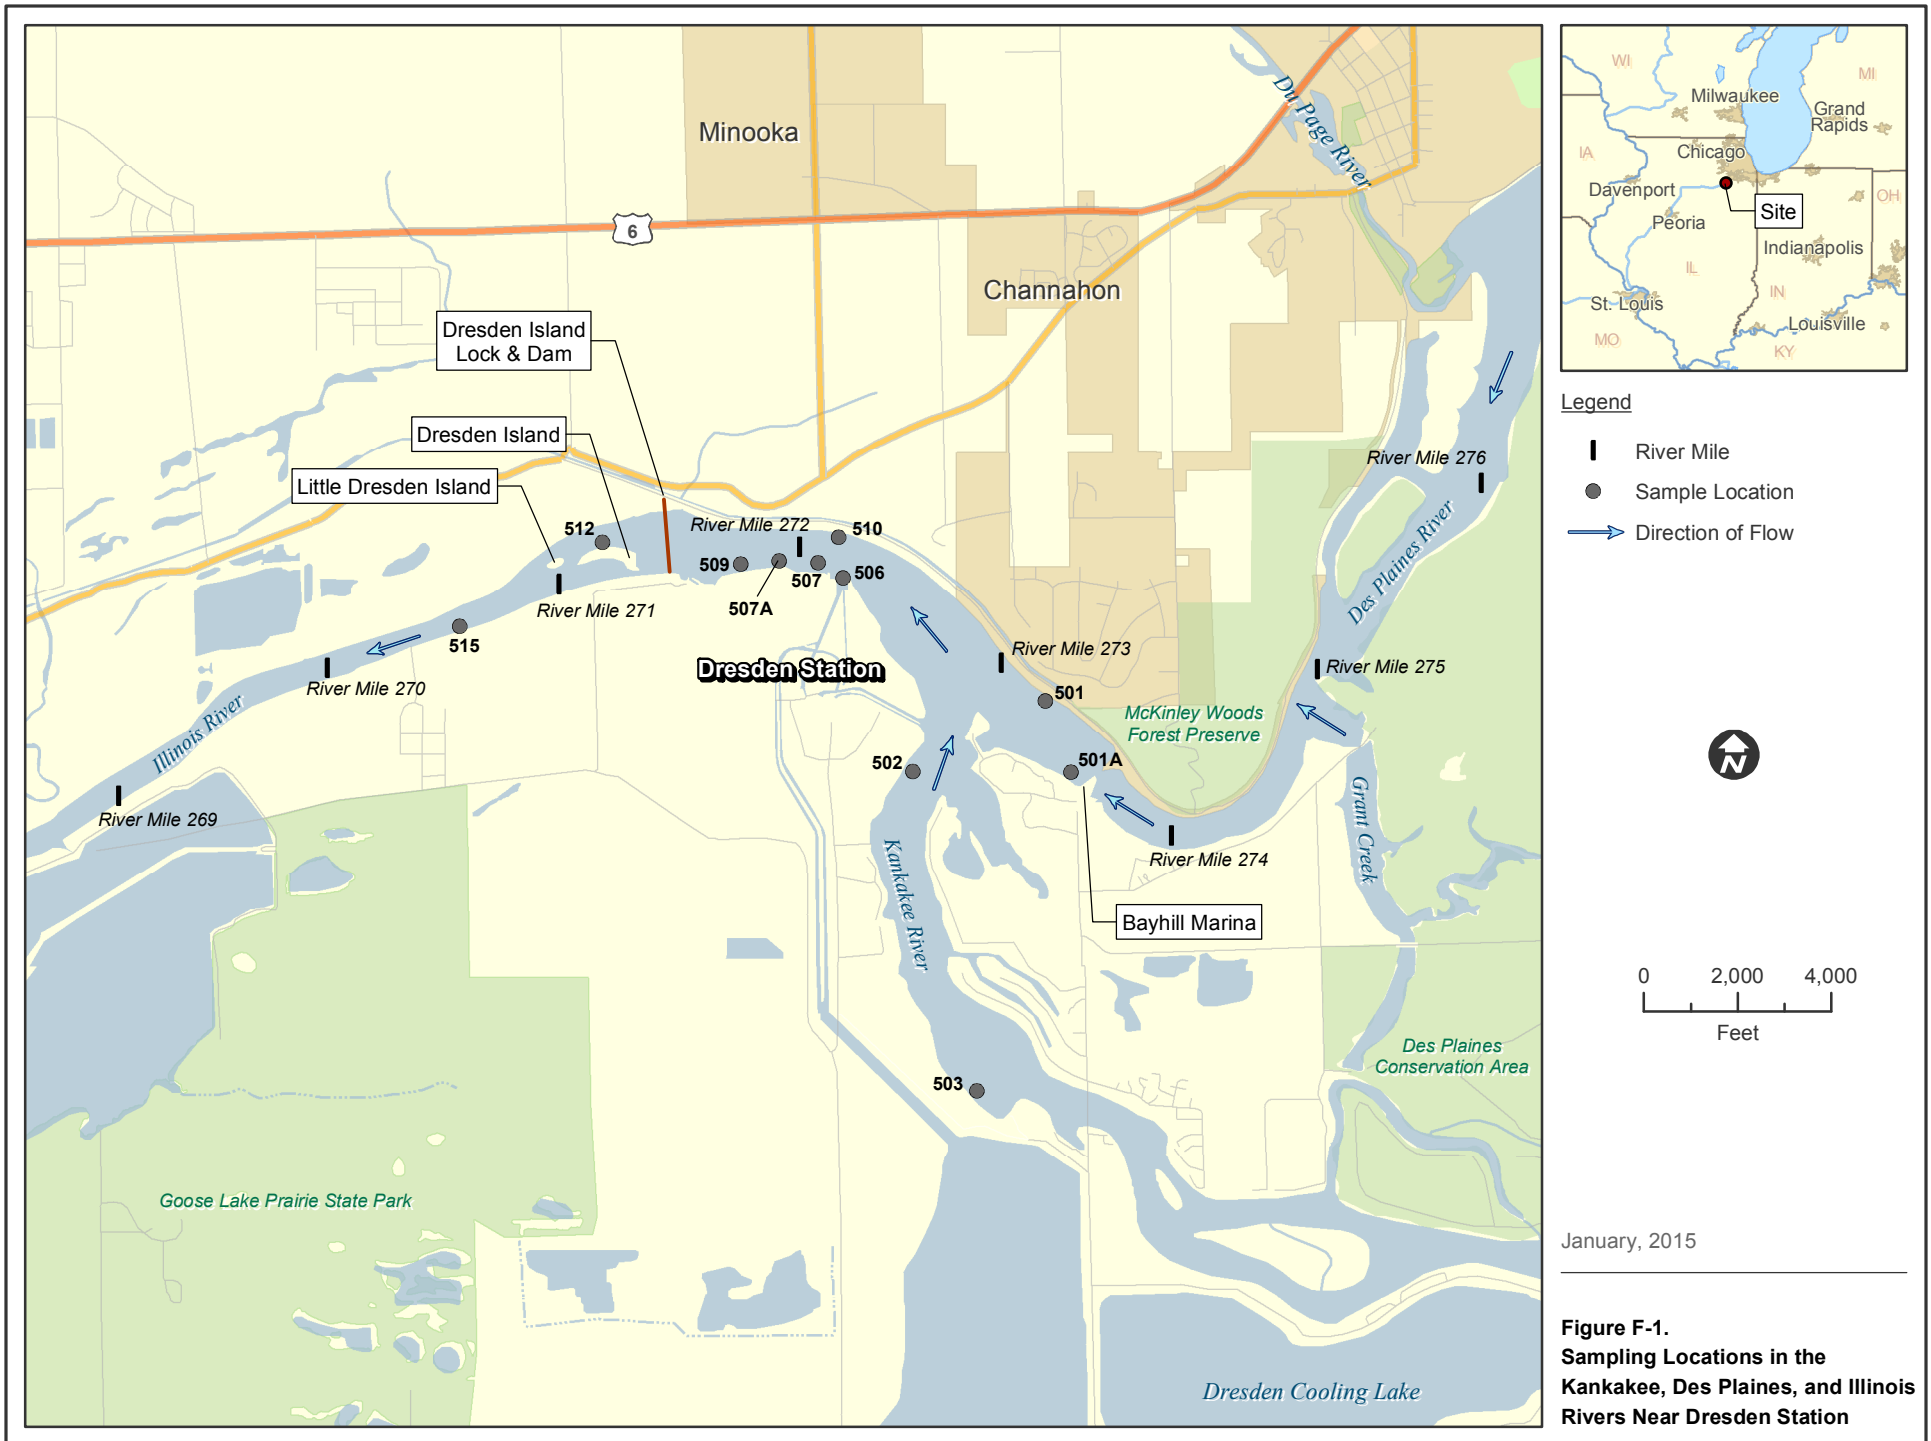 Minooka
Du Page River
6
Channahon
Dresden Island
Lock & Dam
Dresden Island
Little Dresden Island
River Mile 276
512
River Mile 272
510
509
507
506
507A
River Mile 271
Des Plaines River
515
River Mile 273
River Mile 275
Dresden Station
River Mile 270
501
McKinley Woods
Forest Preserve
Illinois River
502
501A
River Mile 269
Grant Creek
Kankakee River
River Mile 274
Bayhill Marina
Des Plaines
Conservation Area
503
Goose Lake Prairie State Park
Dresden Cooling Lake
WI
MI
Milwaukee
Grand
Rapids
IA
Chicago
Davenport
OH
Site
Peoria
Indianapolis
IL
IN
St. Louis
Louisville
MO
KY
Legend
River Mile
Sample Location
Direction of Flow
N
0 2,000 4,000
Feet
January, 2015
Figure F-1.
Sampling Locations in the
Kankakee, Des Plaines, and Illinois
Rivers Near Dresden Station